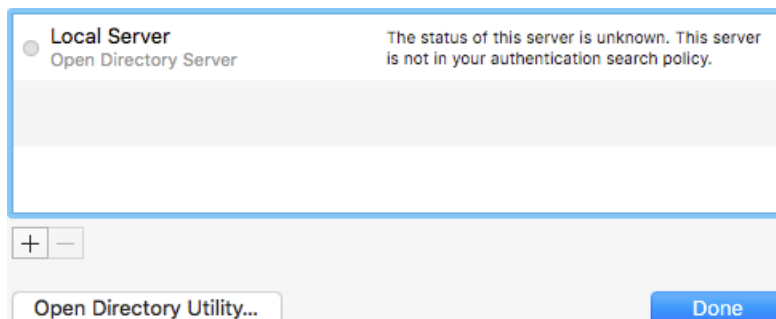 Local Server
Open Directory Server
The status of this server is unknown. This server
is not in your authentication search policy.
+ −
Open Directory Utility...
Done